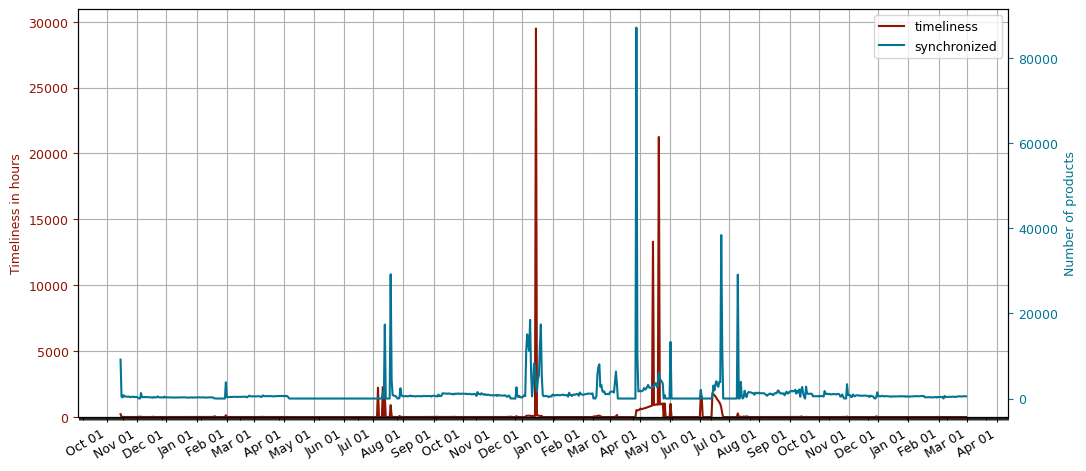 timeliness
synchronized
Timeliness in hours
30000
25000
20000
15000
10000
5000
0
Number of products
80000
60000
40000
20000
0
Oct 01
Nov 01
Dec 01
Jan 01
Feb 01
Mar 01
Apr 01
May 01
Jun 01
Jul 01
Aug 01
Sep 01
Oct 01
Nov 01
Dec 01
Jan 01
Feb 01
Mar 01
Apr 01
May 01
Jun 01
Jul 01
Aug 01
Sep 01
Oct 01
Nov 01
Dec 01
Jan 01
Feb 01
Mar 01
Apr 01